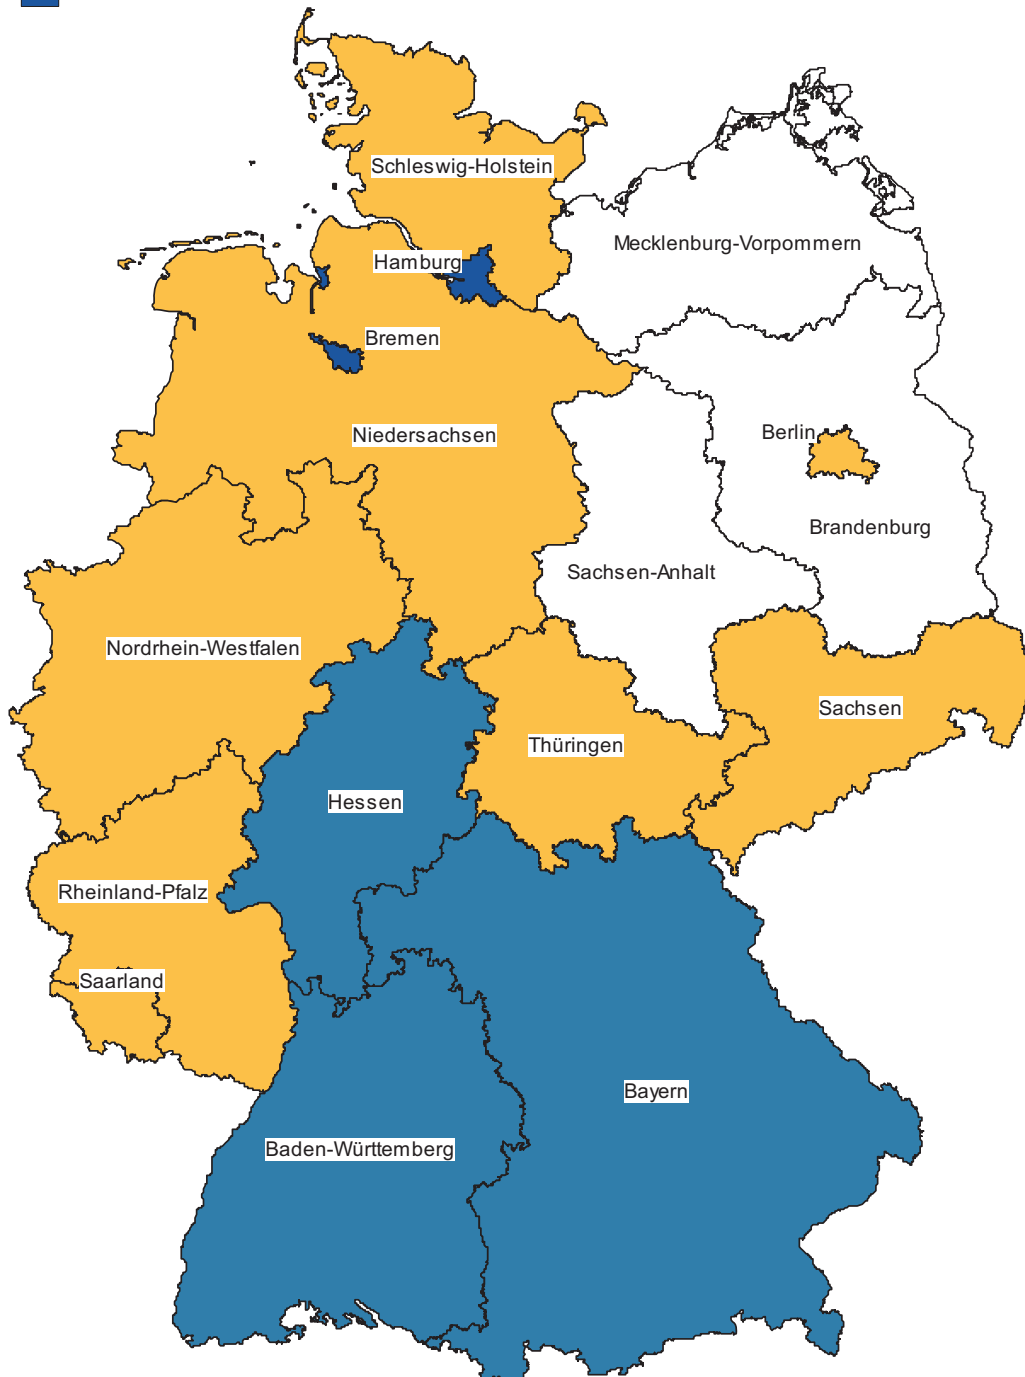 Schleswig-Holstein
Mecklenburg-Vorpommern
Hamburg
Bremen
Niedersachsen
Berlin
Brandenburg
Sachsen-Anhalt
Nordrhein-Westfalen
Sachsen
Thüringen
Hessen
Rheinland-Pfalz
Saarland
Bayern
Baden-Württemberg